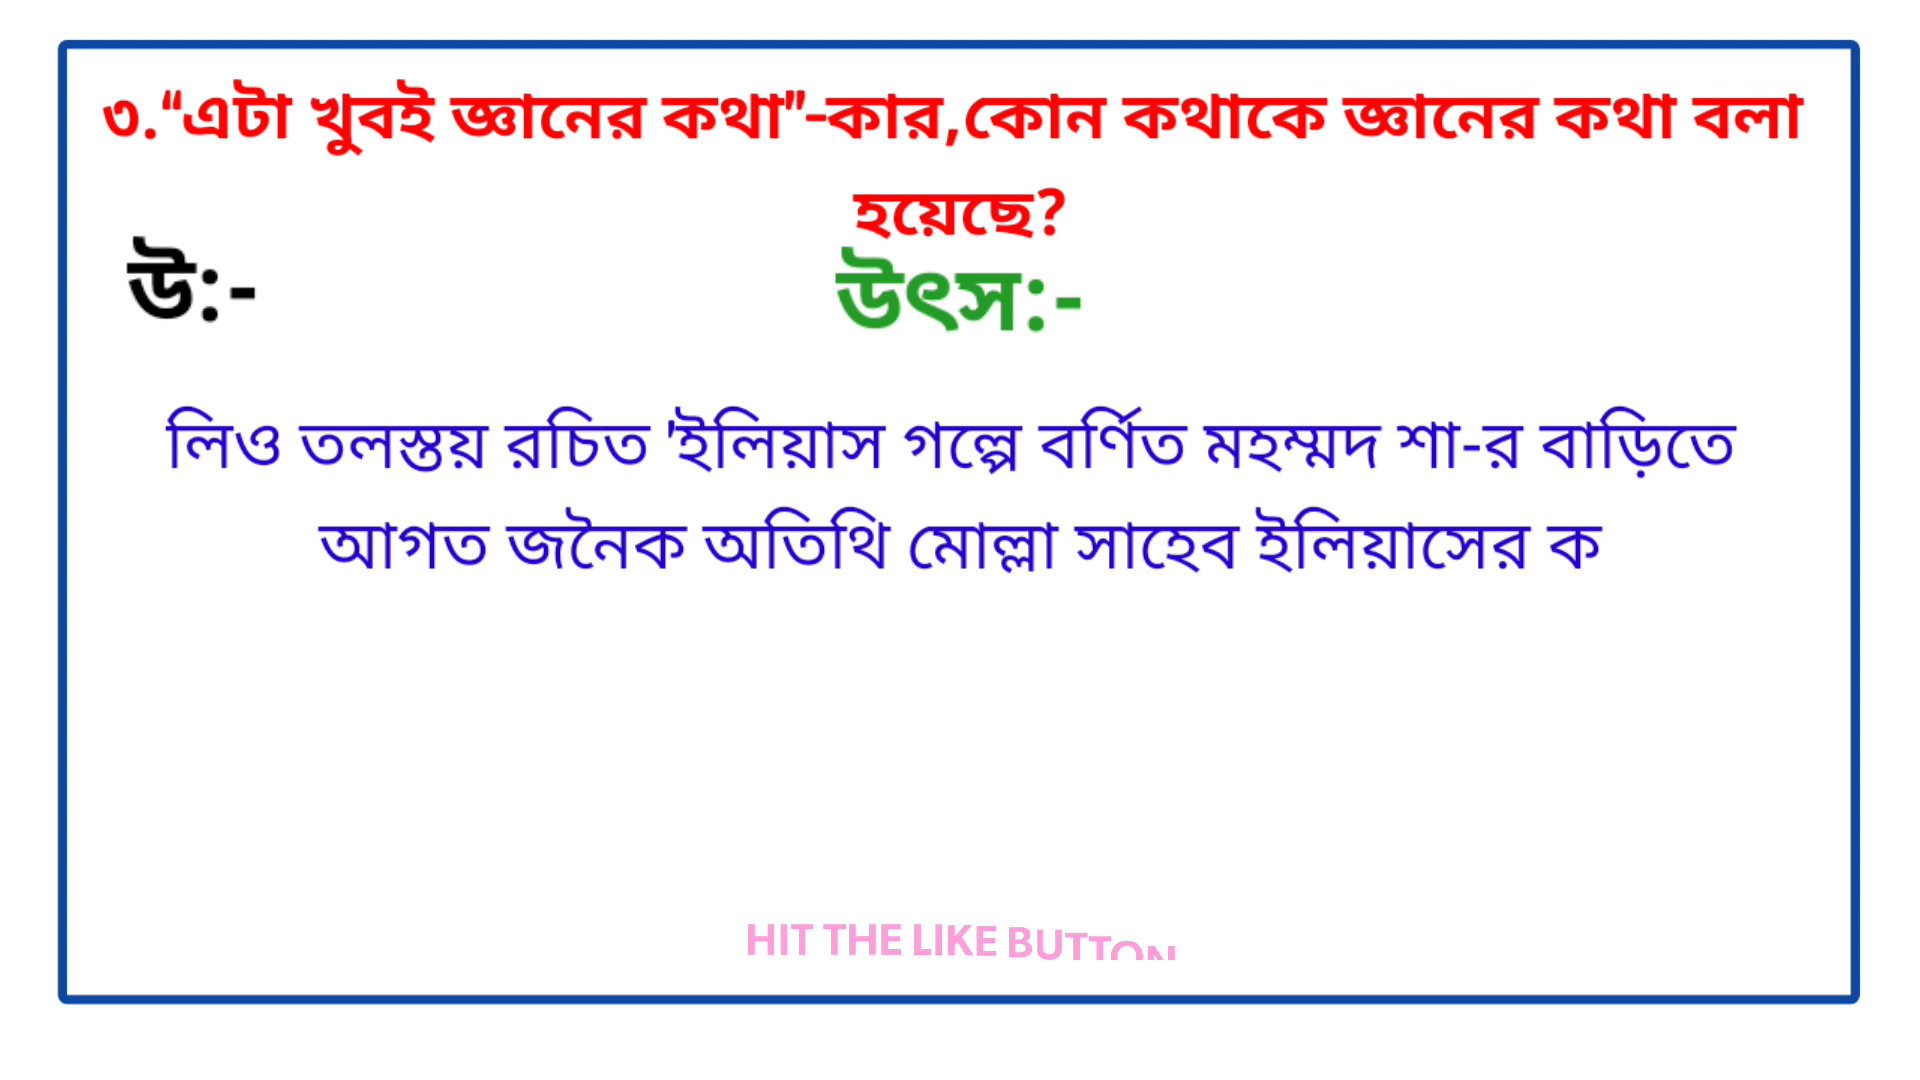 ৩.“এটা খুবই জ্ঞানের কথা"-কার,কোন কথাকে জ্ঞানের কথা বলা
হয়েছে?
উ:-
উৎস:-
লিও তলস্তয় রচিত 'ইলিয়াস গল্পে বর্ণিত মহম্মদ শা-র বাড়িতে
আগত জনৈক অতিথি মোল্লা সাহেব ইলিয়াসের ক
HIT THE LIKE BUTTON